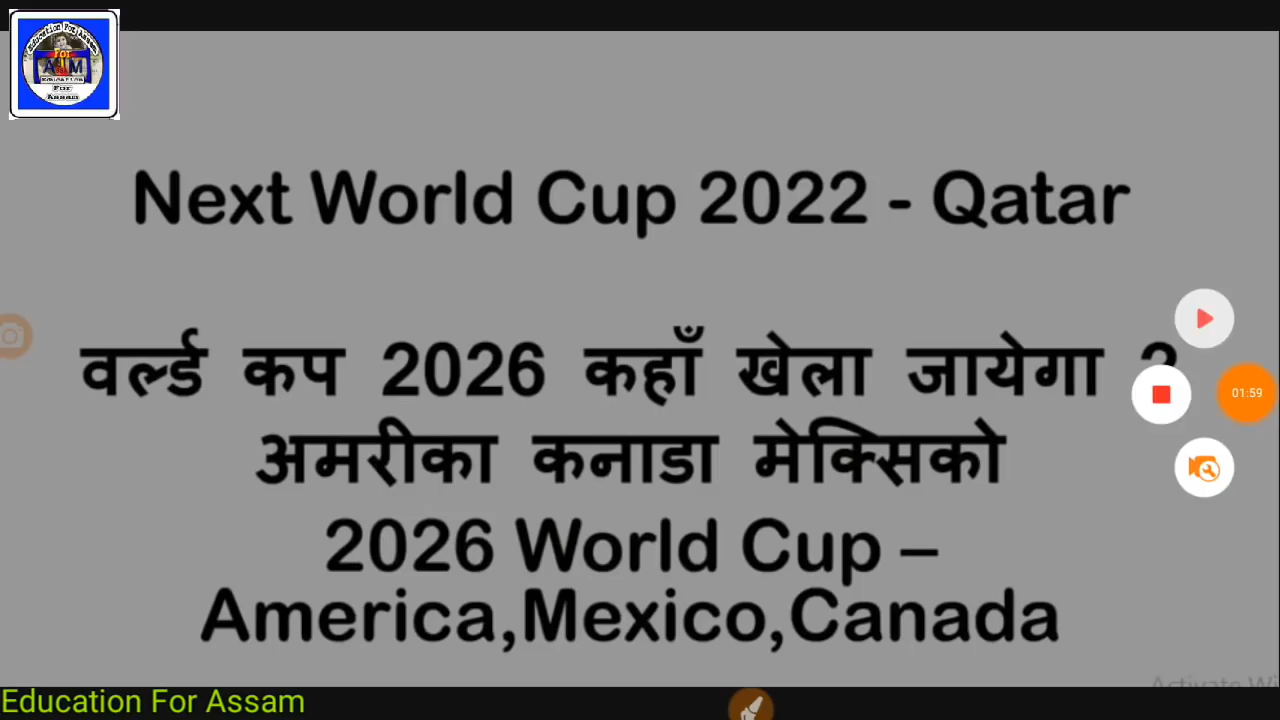 Next World Cup 2022 - Qatar
वर्ल्ड कप 2026 कहाँ खेला जायेगा ?
अमरीका कनाडा मेक्सिको
2026 World Cup –
America,Mexico,Canada
01:59
Education For Assam